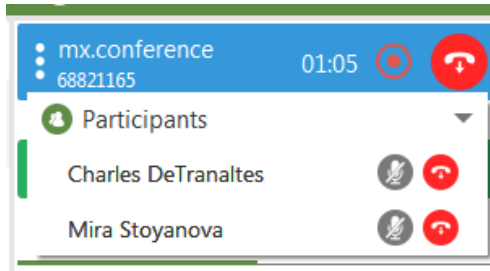 mx.conference
68821165
01:05
Participants
Charles DeTranaltes
Mira Stoyanova